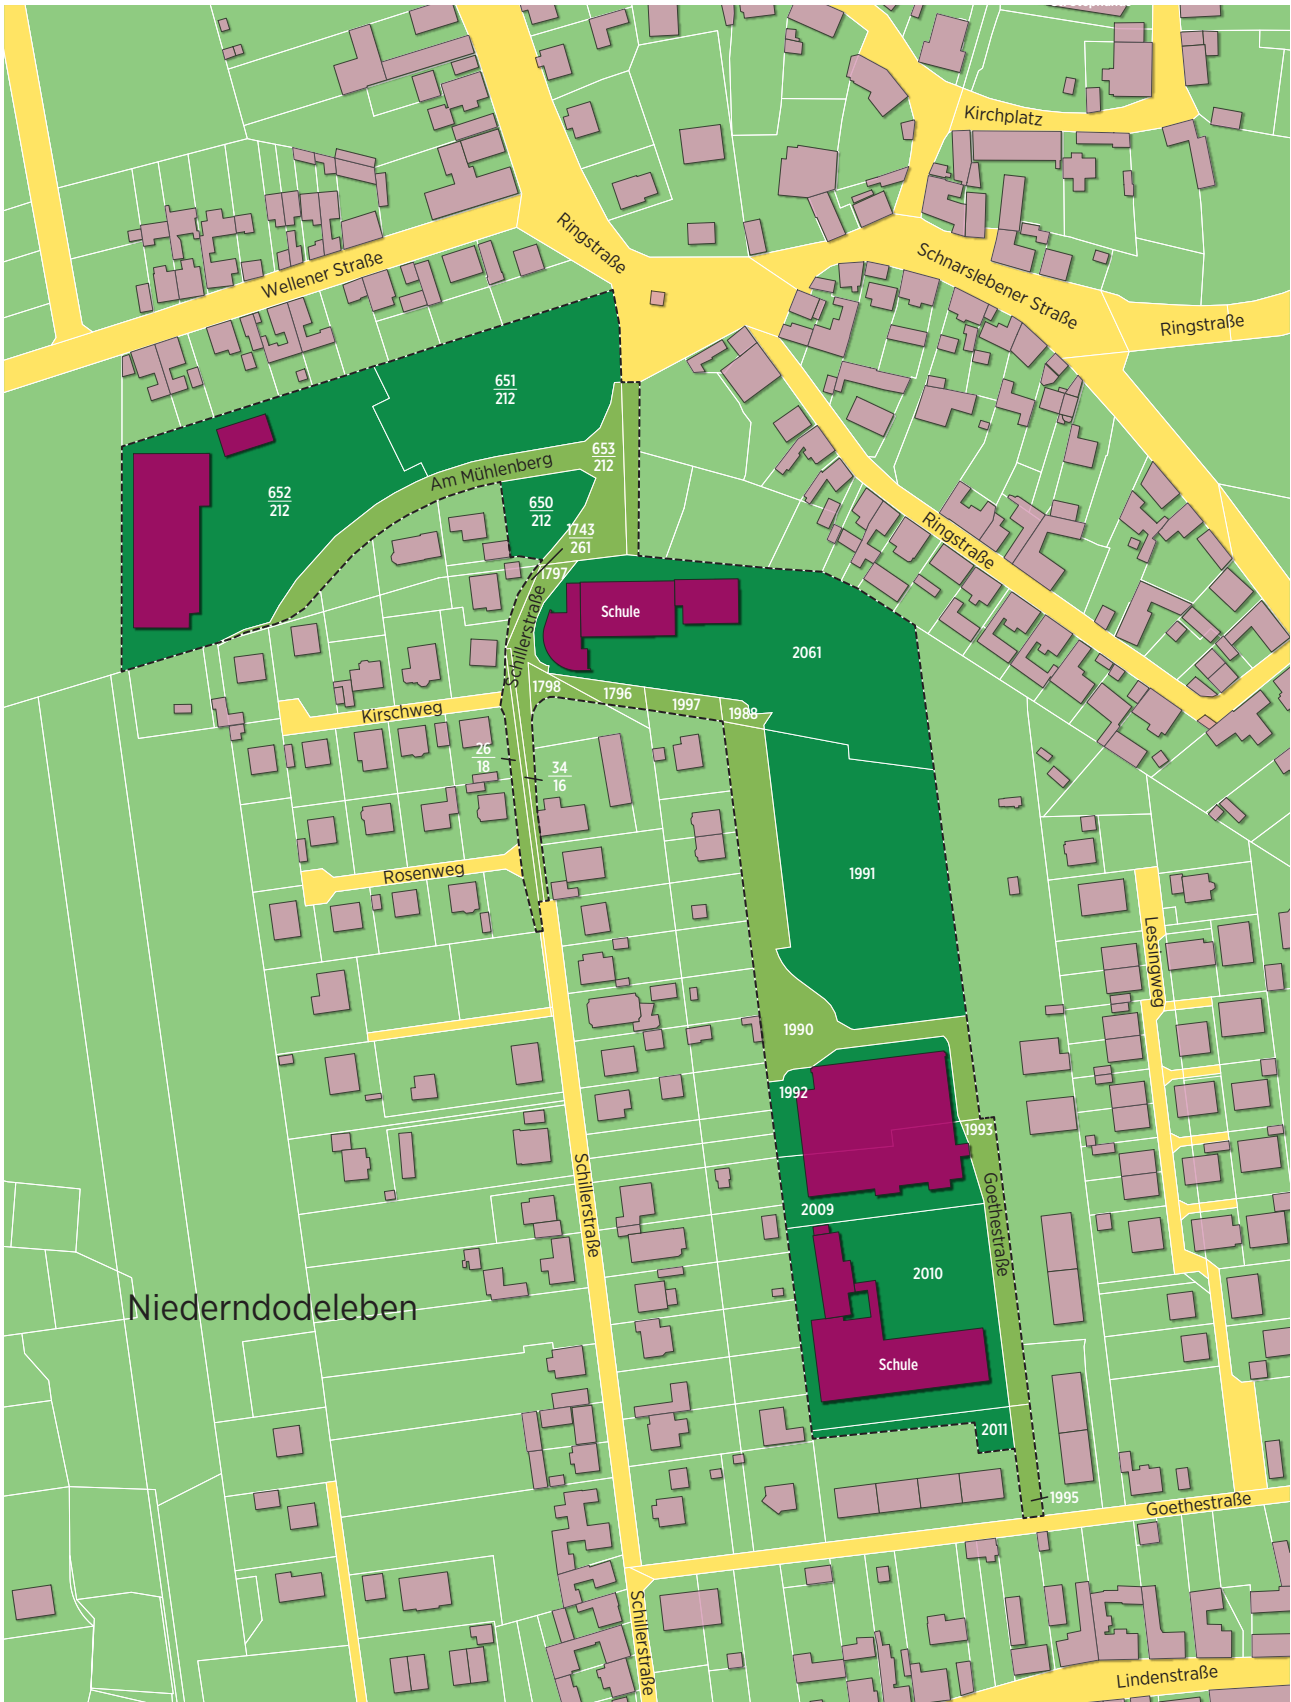 Kirchplatz
Ringstraße
Wellener Straße
Schnarslebener Straße
Ringstraße
651
212
653
212
Am Mühlenberg
652
212
650
212
1743
261
Ringstraße
1797
Schillerstraße
Schule
2061
1798
1796
1997
1988
Kirschweg
26
18
34
16
Rosenweg
1991
Lessingweg
1990
1992
1993
Schillerstraße
Goethestraße
2009
2010
Niederndodeleben
Schule
2011
1995
Goethestraße
Schillerstraße
Lindenstraße